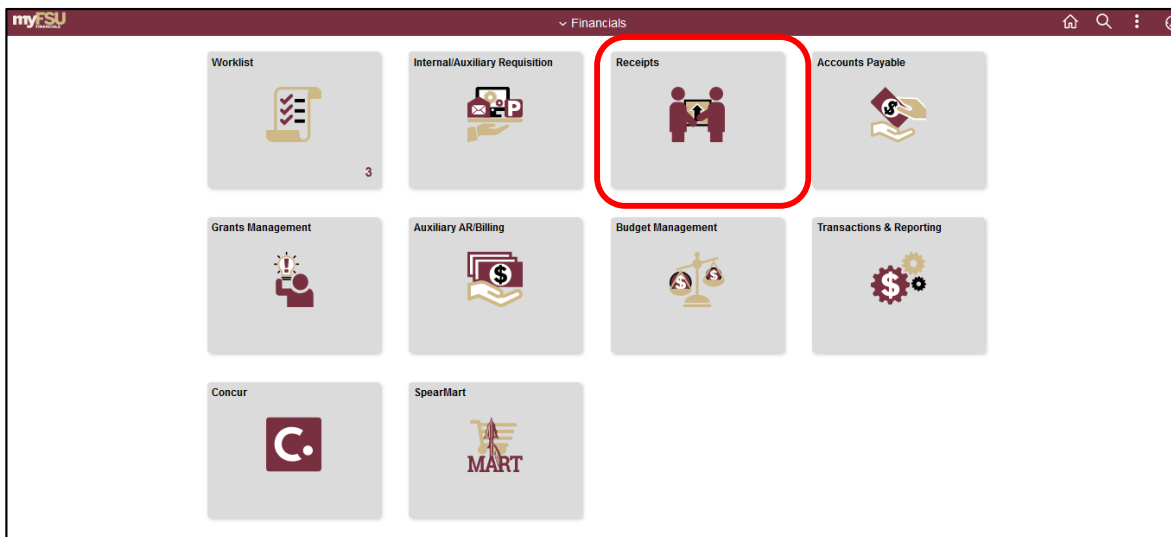 myFSU
FINANCIALS
Financials
Worklist
3
Internal/Auxiliary Requisition
P
Receipts
Accounts Payable
$
Grants Management
!
Auxiliary AR/Billing
$
Budget Management
$ $
Transactions & Reporting
$
Concur
C.
SpearMart
MART